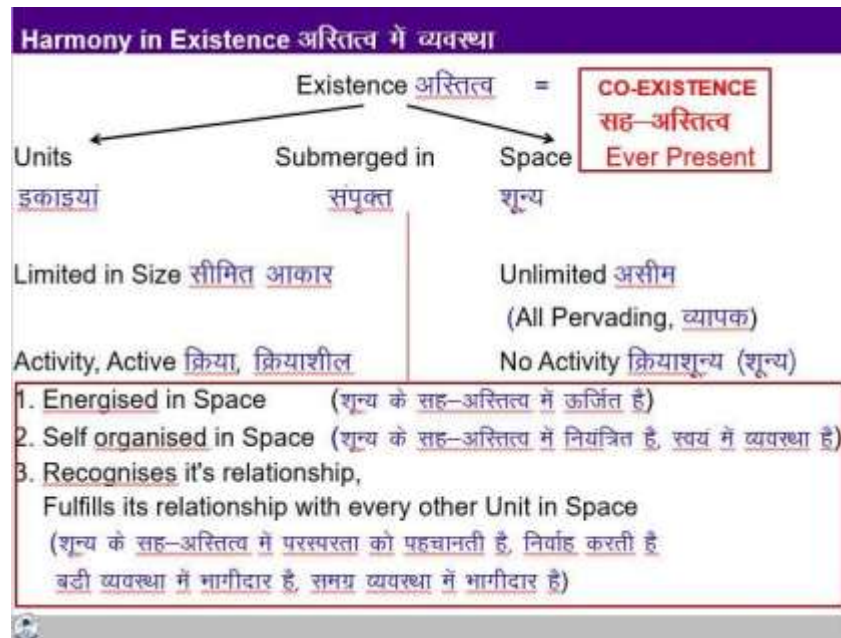 Harmony in Existence अस्तित्व में व्यवस्था
Existence अस्तित्व = CO-EXISTENCE
सह–अस्तित्व
Units Submerged in Space Ever Present
इकाइयां संपृक्त शून्य
Limited in Size सीमित आकार Unlimited असीम
(All Pervading, व्यापक)
Activity, Active क्रिया, क्रियाशील No Activity क्रियाशून्य (शून्य)
1. Energised in Space (शून्य के सह–अस्तित्व में ऊर्जित है)
2. Self organised in Space (शून्य के सह–अस्तित्व में नियंत्रित है, स्वयं में व्यवस्था है)
3. Recognises it's relationship,
Fulfills its relationship with every other Unit in Space
(शून्य के सह–अस्तित्व में परस्परता को पहचानती है, निर्वाह करती है
बडी व्यवस्था में भागीदार है, समग्र व्यवस्था में भागीदार है)